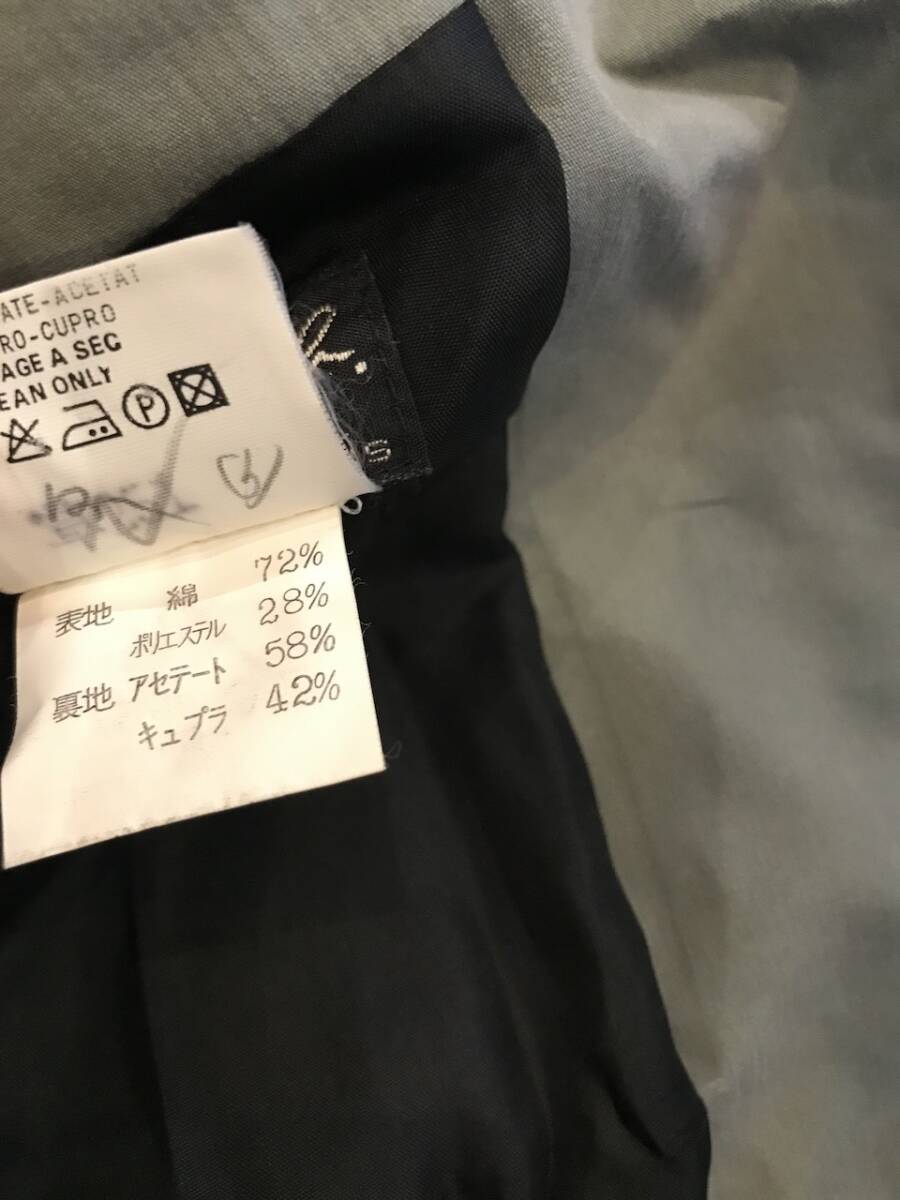 ATE-ACETAT
RO-CUPRO
AGE A SEG
EAN ONLY
P
S
表地 綿 72%
ポリエステル 28%
裏地 アセテート 58%
キュプラ 42%